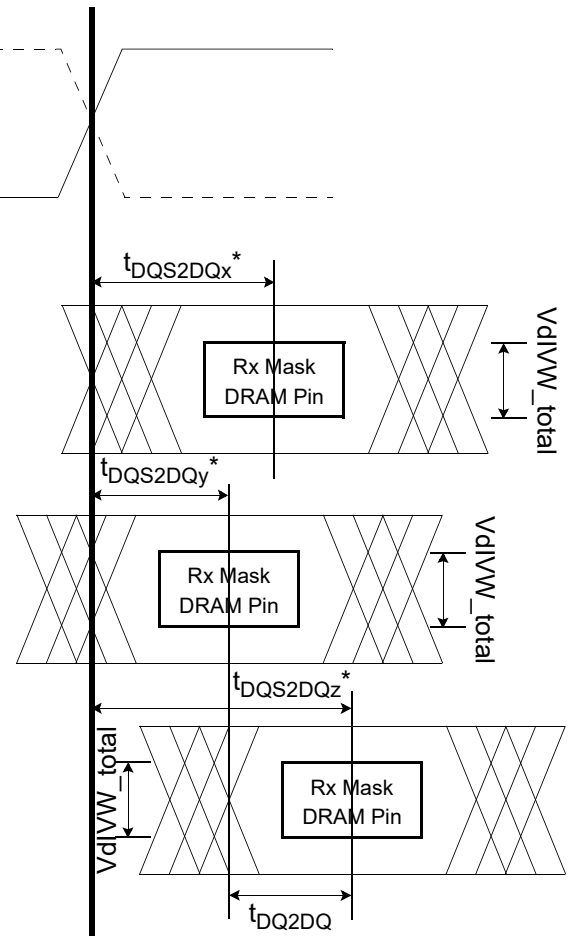 tDQS2DQx*
Rx Mask
DRAM Pin
VdIVW_total
tDQS2DQy*
Rx Mask
DRAM Pin
VdIVW_total
tDQS2DQz*
VdIVW_total
Rx Mask
DRAM Pin
tDQ2DQ